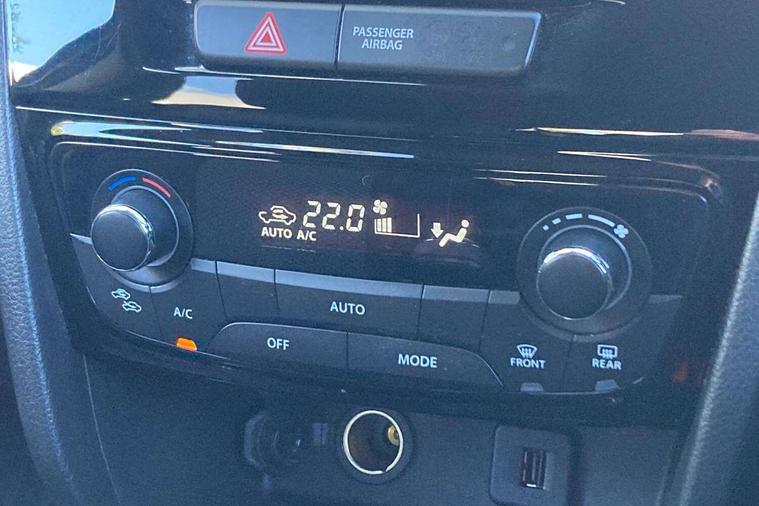 PASSENGER
AIRBAG
22.0
AUTO A/C
A/C
AUTO
OFF
MODE
FRONT
REAR